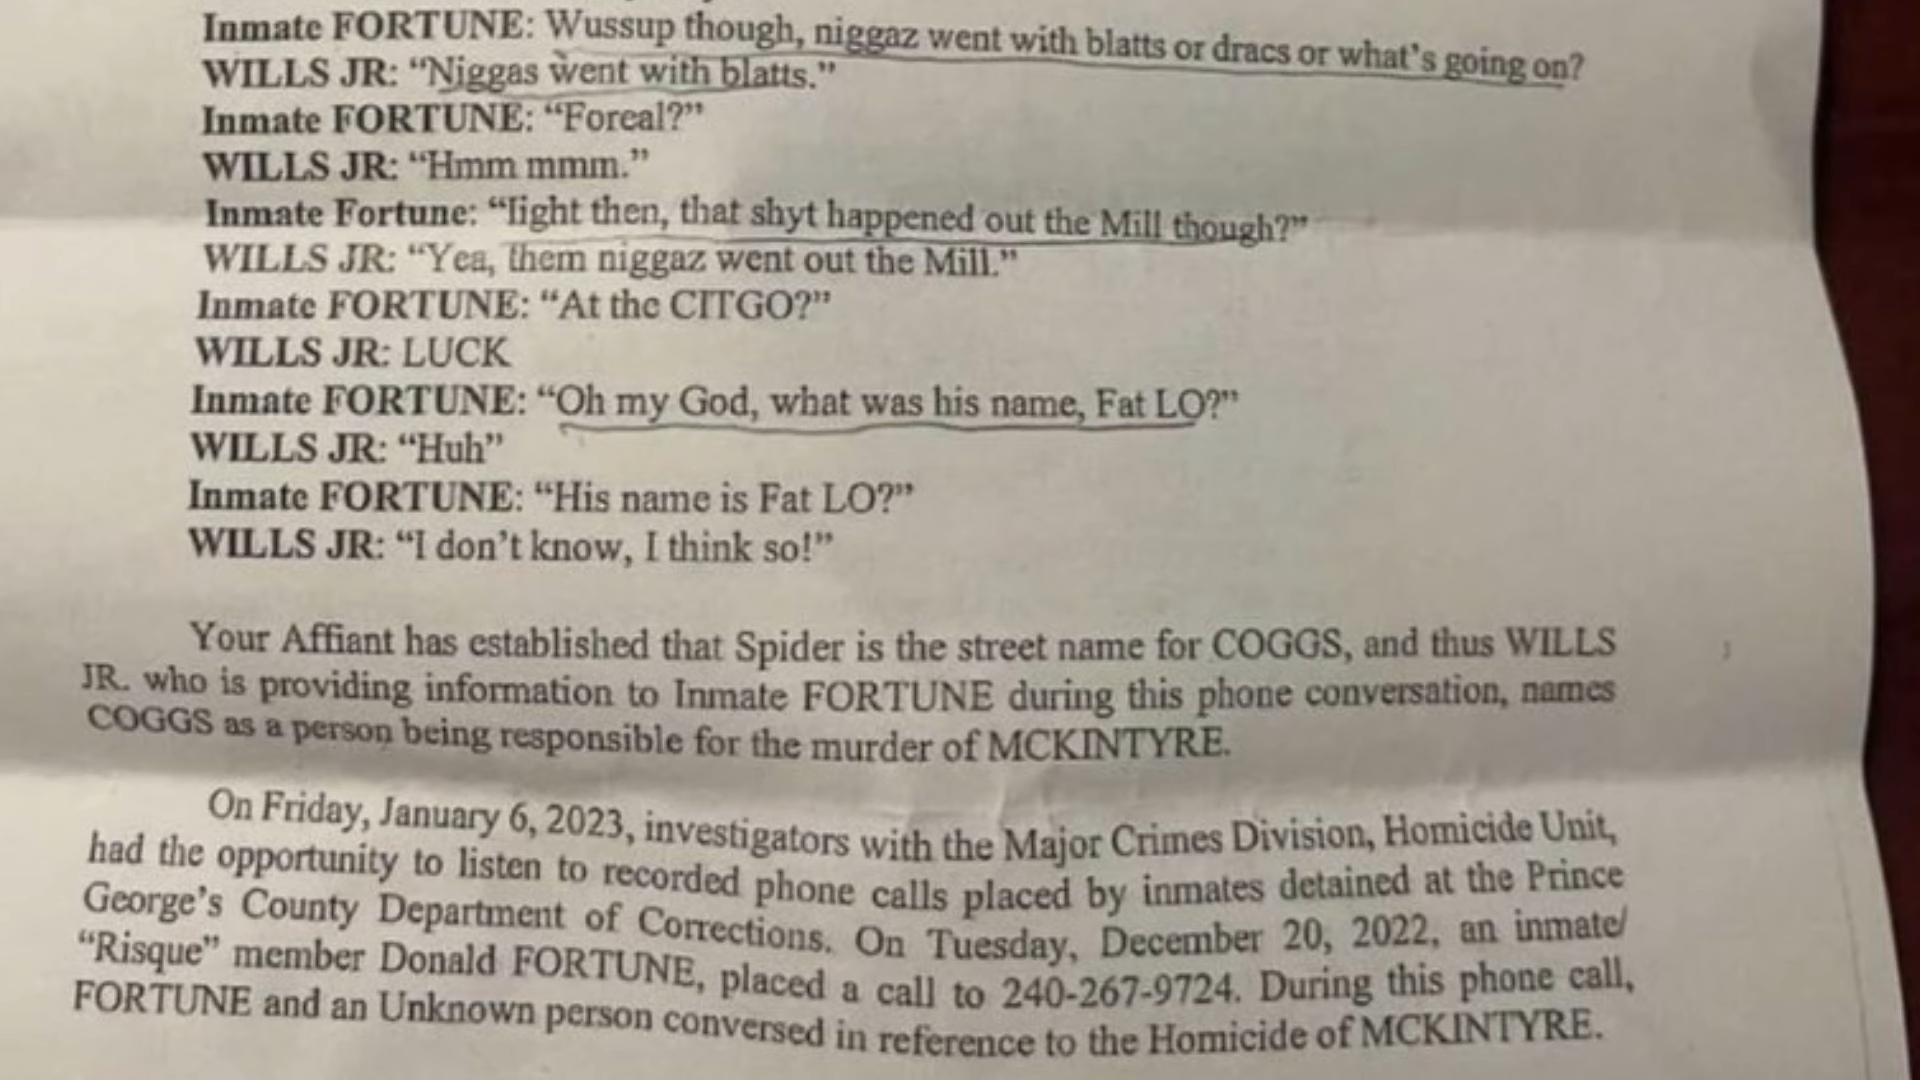 Inmate FORTUNE: Wussup though, niggaz went with blatts or dracs or what's going on?
WILLS JR: “Niggas went with blatts.”
Inmate FORTUNE: “Foreal?”
WILLS JR: “Hmm mmm.”
Inmate Fortune: “Iight then, that shyt happened out the Mill though?”
WILLS JR: “Yea, them niggaz went out the Mill.”
Inmate FORTUNE: “At the CITGO?”
WILLS JR: LUCK
Inmate FORTUNE: “Oh my God, what was his name, Fat LO?”
WILLS JR: “Huh”
Inmate FORTUNE: “His name is Fat LO?”
WILLS JR: “I don't know, I think so!”
Your Affiant has established that Spider is the street name for COGGS, and thus WILLS
JR. who is providing information to Inmate FORTUNE during this phone conversation, names
COGGS as a person being responsible for the murder of MCKINTYRE.
On Friday, January 6, 2023, investigators with the Major Crimes Division, Homicide Unit,
had the opportunity to listen to recorded phone calls placed by inmates detained at the Prince
George's County Department of Corrections. On Tuesday, December 20, 2022, an inmate/
“Risque” member Donald FORTUNE, placed a call to 240-267-9724. During this phone call,
FORTUNE and an Unknown person conversed in reference to the Homicide of MCKINTYRE.